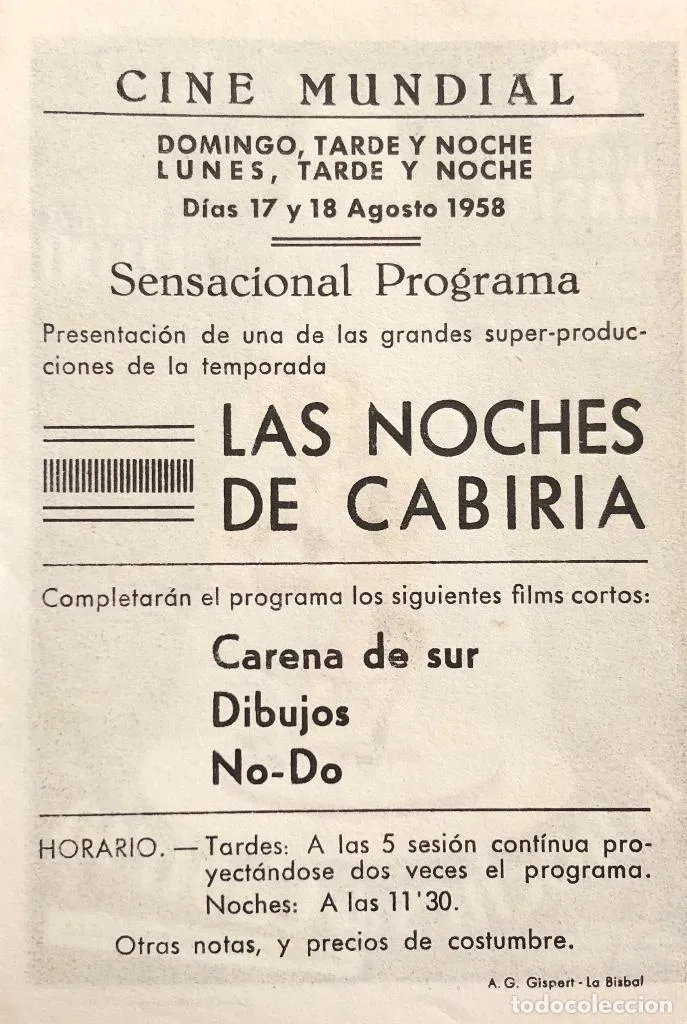 CINE MUNDIAL
DOMINGO, TARDE Y NOCHE
LUNES, TARDE Y NOCHE
Días 17 y 18 Agosto 1958
Sensacional Programa
Presentación de una de las grandes super-produc-
ciones de la temporada
LAS NOCHES
DE CABIRIA
Completarán el programa los siguientes films cortos:
Carena de sur
Dibujos
No-Do
HORARIO. — Tardes: A las 5 sesión contínua pro-
yectándose dos veces el programa.
Noches: A las 11'30.
Otras notas, y precios de costumbre.
A. G. Gispert - La Bisbal
todocoleccion